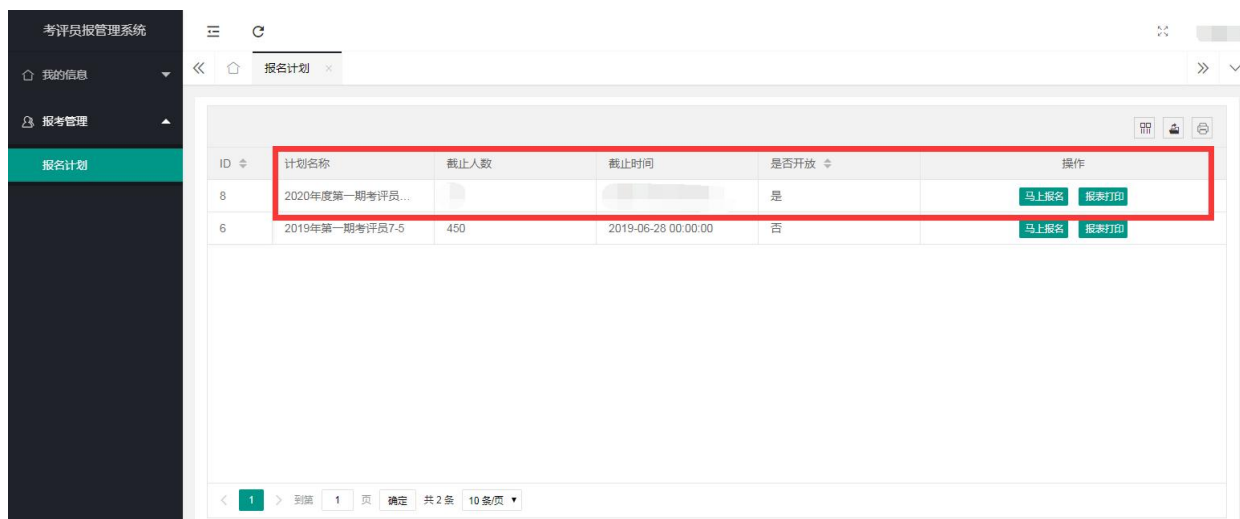 考评员报管理系统
我的信息
报名计划
报考管理
报名计划
ID 计划名称 截止人数 截止时间 是否开放 操作
8 2020年度第一期考评员... 是 马上报名 报表打印
6 2019年第一期考评员7-5 450 2019-06-28 00:00:00 否 马上报名 报表打印
1 到第 1 页 确定 共2条 10条/页